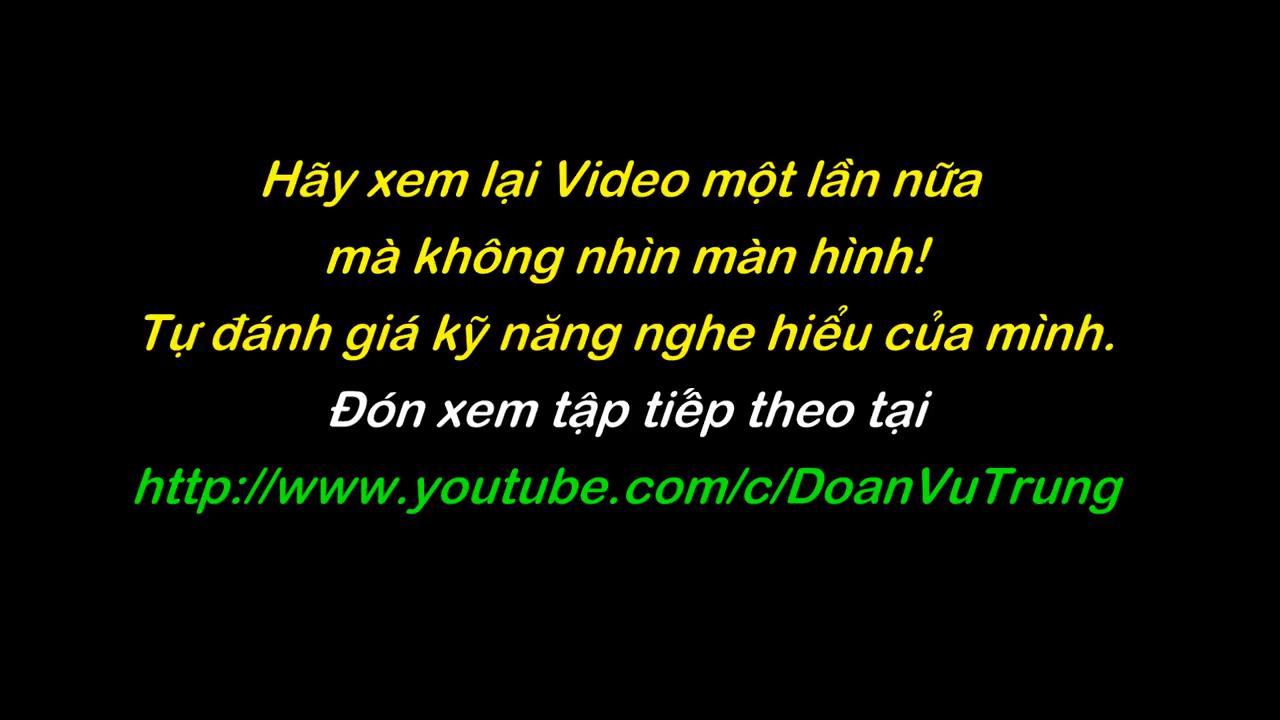 Hãy xem lại Video một lần nữa
mà không nhìn màn hình!
Tự đánh giá kỹ năng nghe hiểu của mình.
Đón xem tập tiếp theo tại
http://www.youtube.com/c/DoanVuTrung